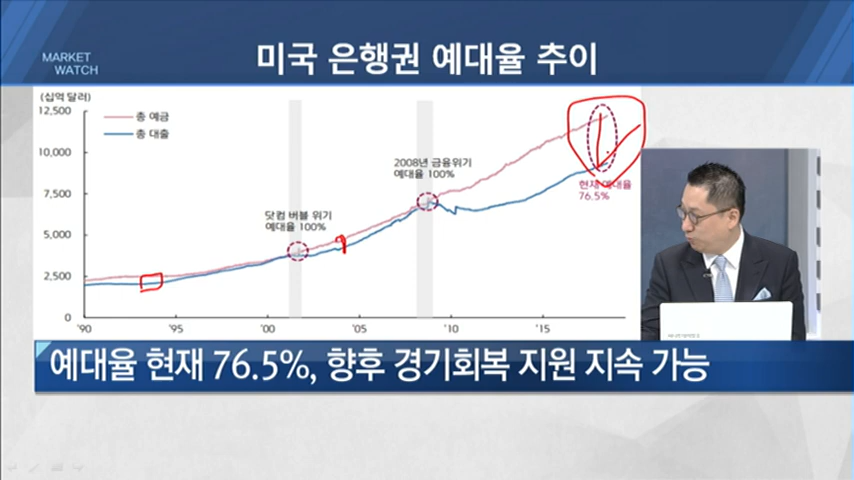 MARKET
WATCH
미국 은행권 예대율 추이
(십억 달러)
12,500
10,000
7,500
5,000
2,500
0
총 예금
총 대출
닷컴 버블 위기
예대율 100%
2008년 금융위기
예대율 100%
현재 예대율
76.5%
'90
'95
'00
'05
'10
'15
예대율 현재 76.5%, 향후 경기회복 지원 지속 가능